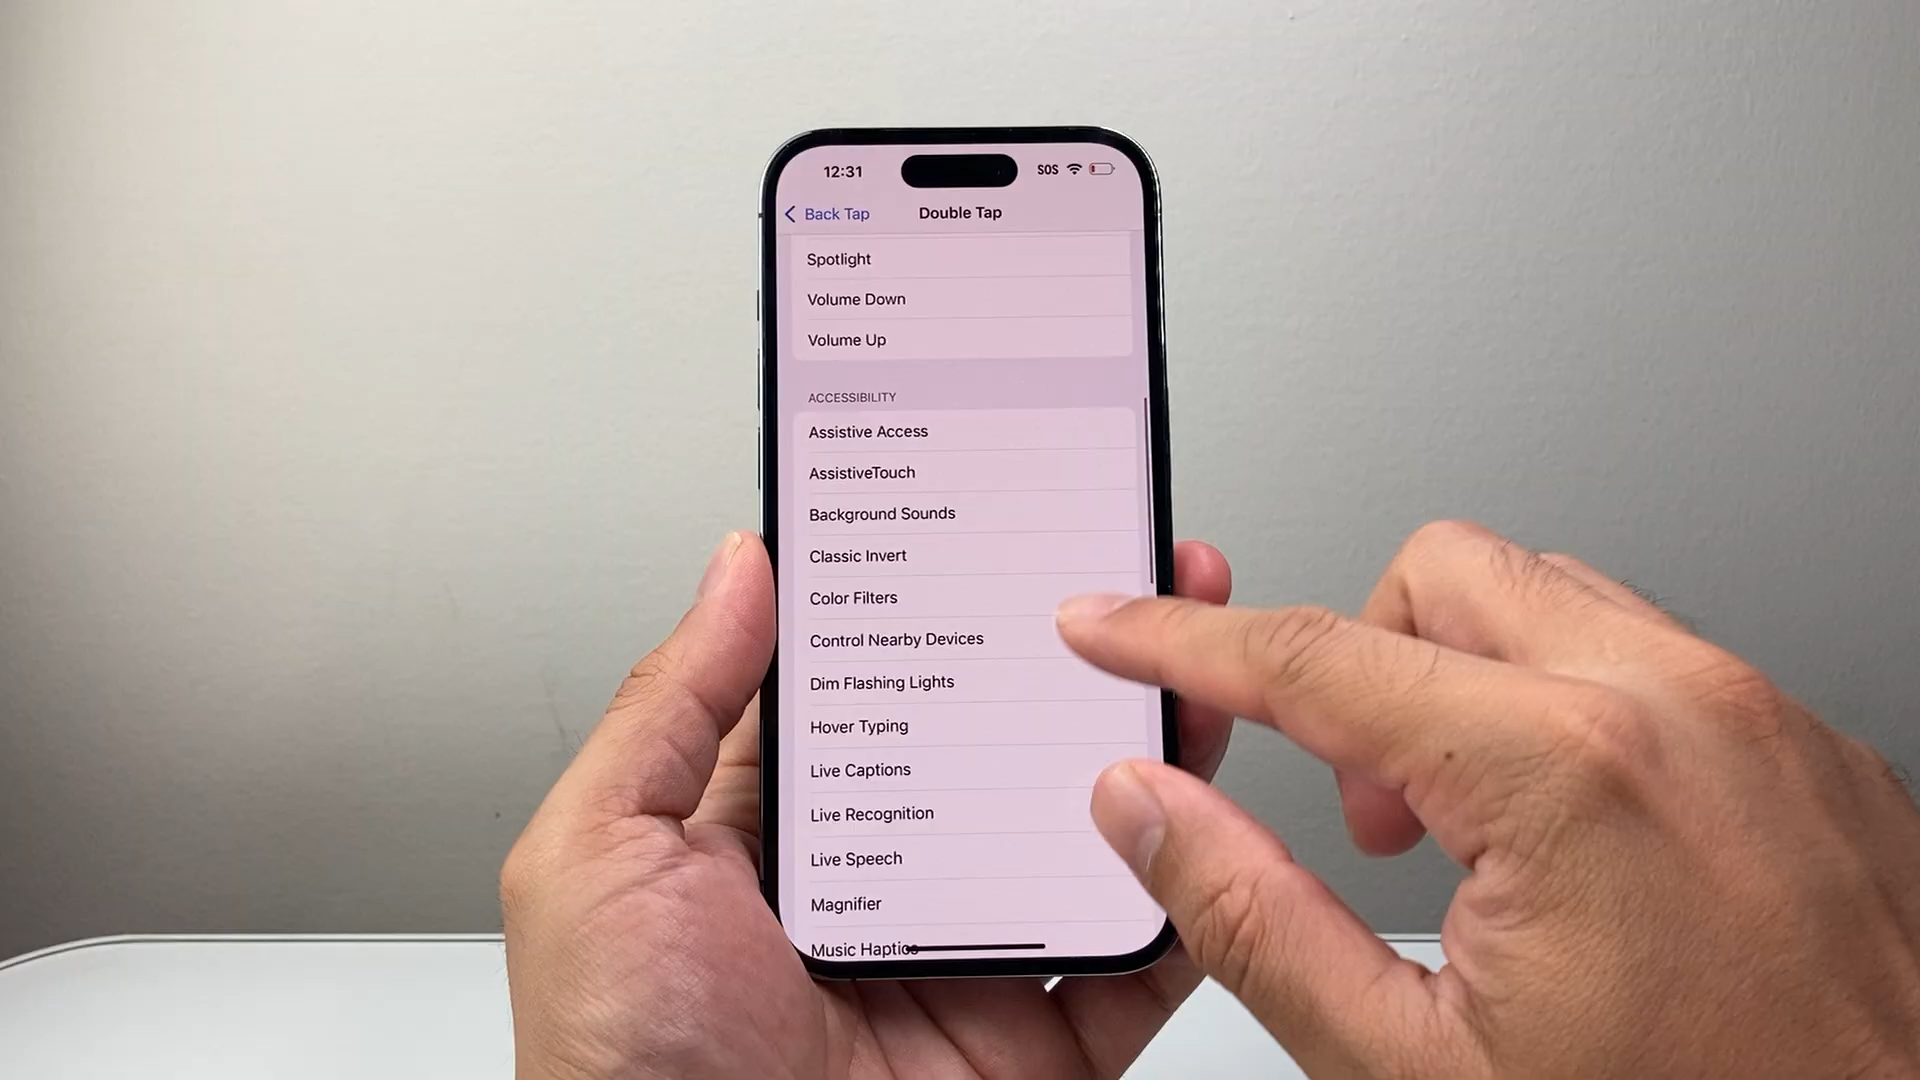 12:31 SOS
Back Tap Double Tap
Spotlight
Volume Down
Volume Up
ACCESSIBILITY
Assistive Access
AssistiveTouch
Background Sounds
Classic Invert
Color Filters
Control Nearby Devices
Dim Flashing Lights
Hover Typing
Live Captions
Live Recognition
Live Speech
Magnifier
Music Haptics